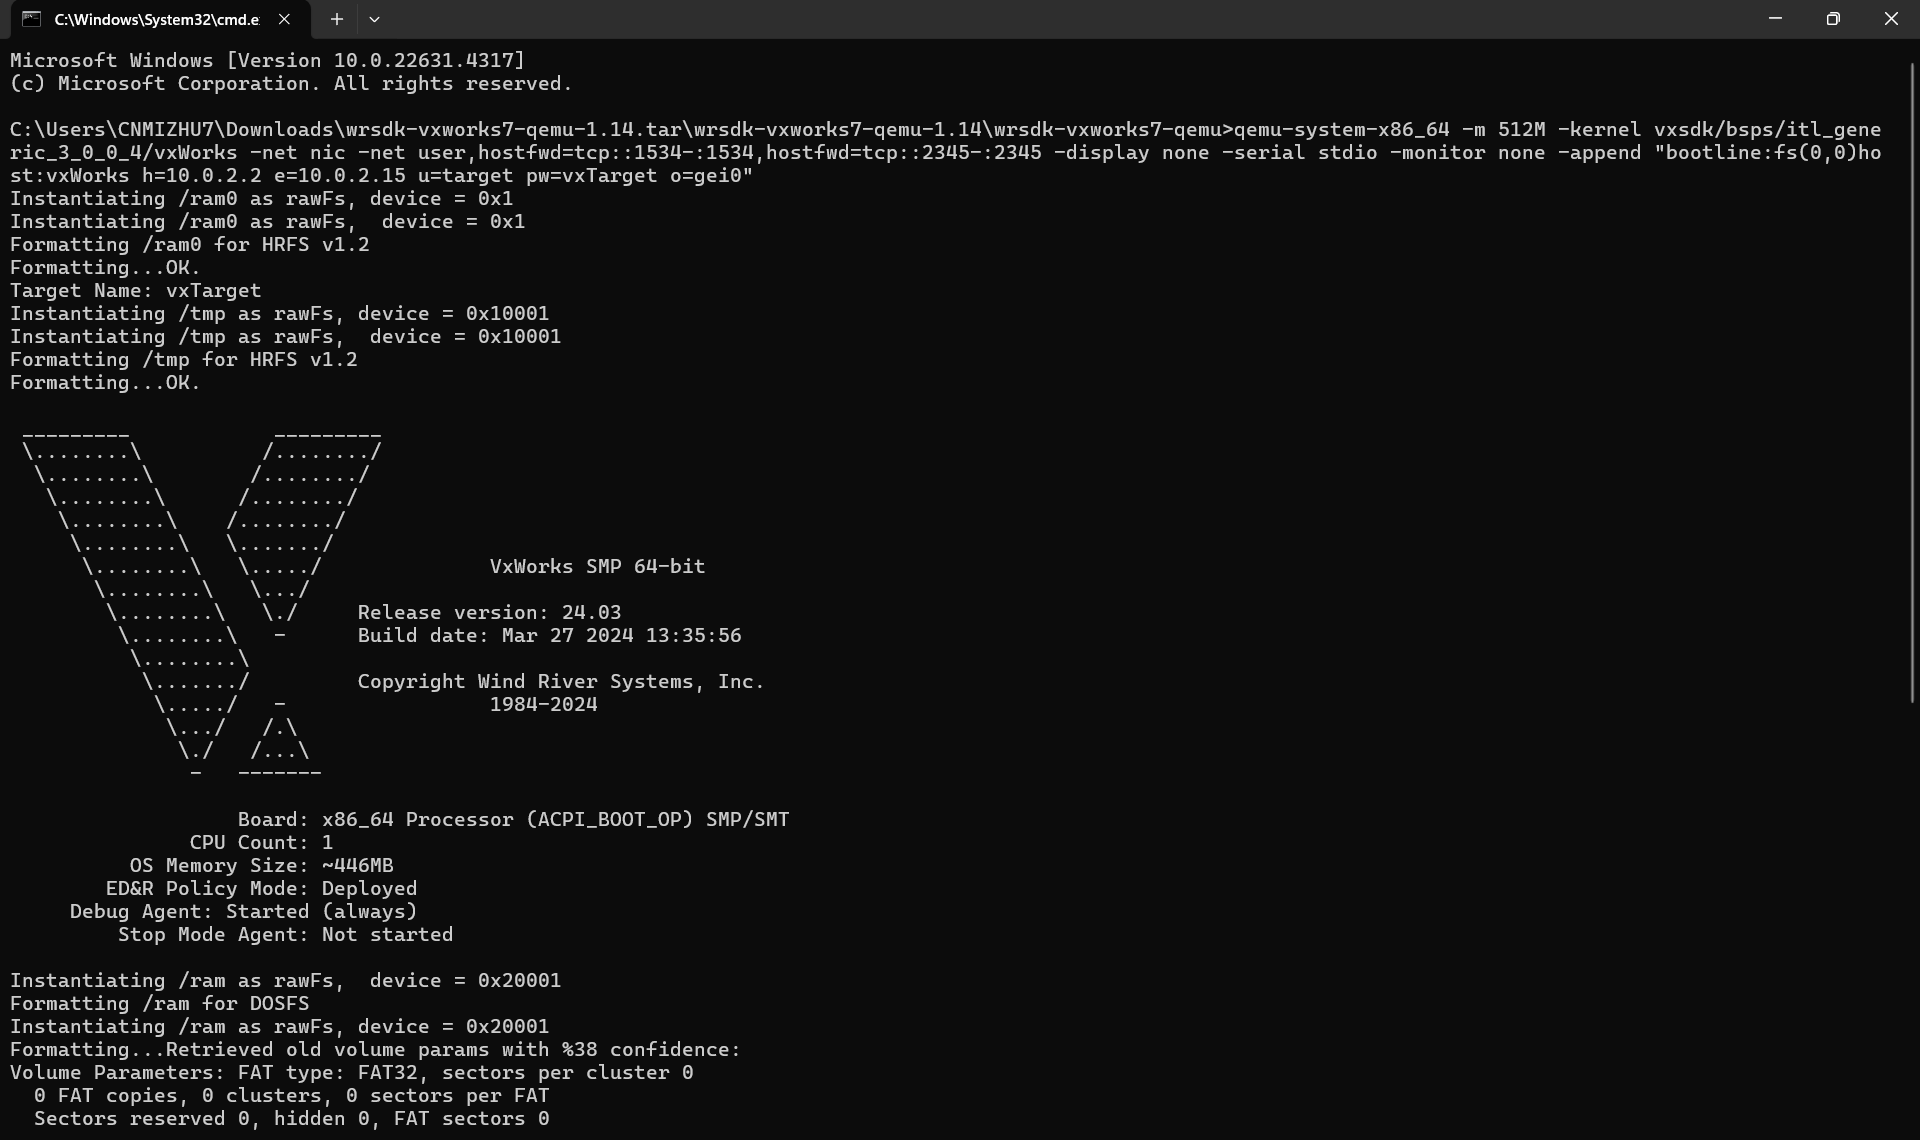 C:\Windows\System32\cmd.e
Microsoft Windows [Version 10.0.22631.4317]
(c) Microsoft Corporation. All rights reserved.
C:\Users\CNMIZHU7\Downloads\wrsdk-vxworks7-qemu-1.14.tar\wrsdk-vxworks7-qemu-1.14\wrsdk-vxworks7-qemu>qemu-system-x86_64 -m 512M -kernel vxsdk/bsps/itl_gene
ric_3_0_0_4/vxWorks -net nic -net user,hostfwd=tcp::1534-:1534,hostfwd=tcp::2345-:2345 -display none -serial stdio -monitor none -append "bootline:fs(0,0)ho
st:vxWorks h=10.0.2.2 e=10.0.2.15 u=target pw=vxTarget o=gei0"
Instantiating /ram0 as rawFs, device = 0x1
Instantiating /ram0 as rawFs,  device = 0x1
Formatting /ram0 for HRFS v1.2
Formatting...OK.
Target Name: vxTarget
Instantiating /tmp as rawFs, device = 0x10001
Instantiating /tmp as rawFs,  device = 0x10001
Formatting /tmp for HRFS v1.2
Formatting...OK.
VxWorks SMP 64-bit
Release version: 24.03
Build date: Mar 27 2024 13:35:56
Copyright Wind River Systems, Inc.
1984-2024
Board: x86_64 Processor (ACPI_BOOT_OP) SMP/SMT
CPU Count: 1
OS Memory Size: ~446MB
ED&R Policy Mode: Deployed
Debug Agent: Started (always)
Stop Mode Agent: Not started
Instantiating /ram as rawFs,  device = 0x20001
Formatting /ram for DOSFS
Instantiating /ram as rawFs, device = 0x20001
Formatting...Retrieved old volume params with %38 confidence:
Volume Parameters: FAT type: FAT32, sectors per cluster 0
0 FAT copies, 0 clusters, 0 sectors per FAT
Sectors reserved 0, hidden 0, FAT sectors 0